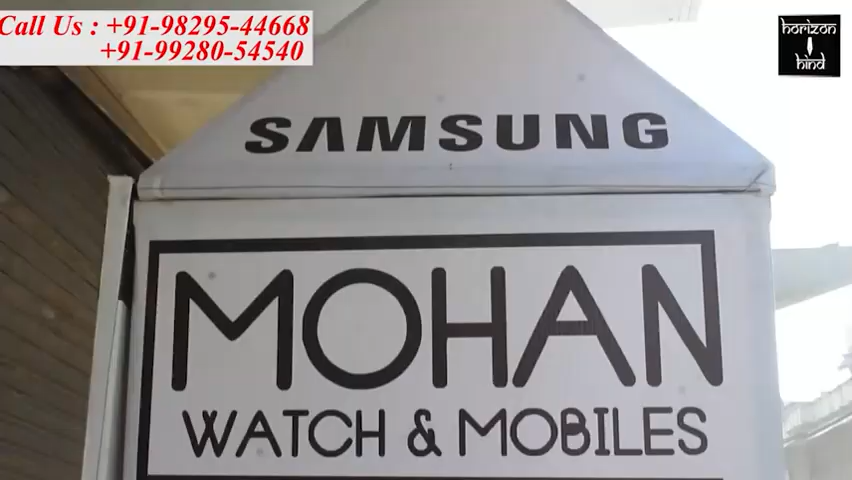 Call Us : +91-98295-44668
+91-99280-54540
horizon
hind
SAMSUNG
MOHAN
WATCH & MOBILES